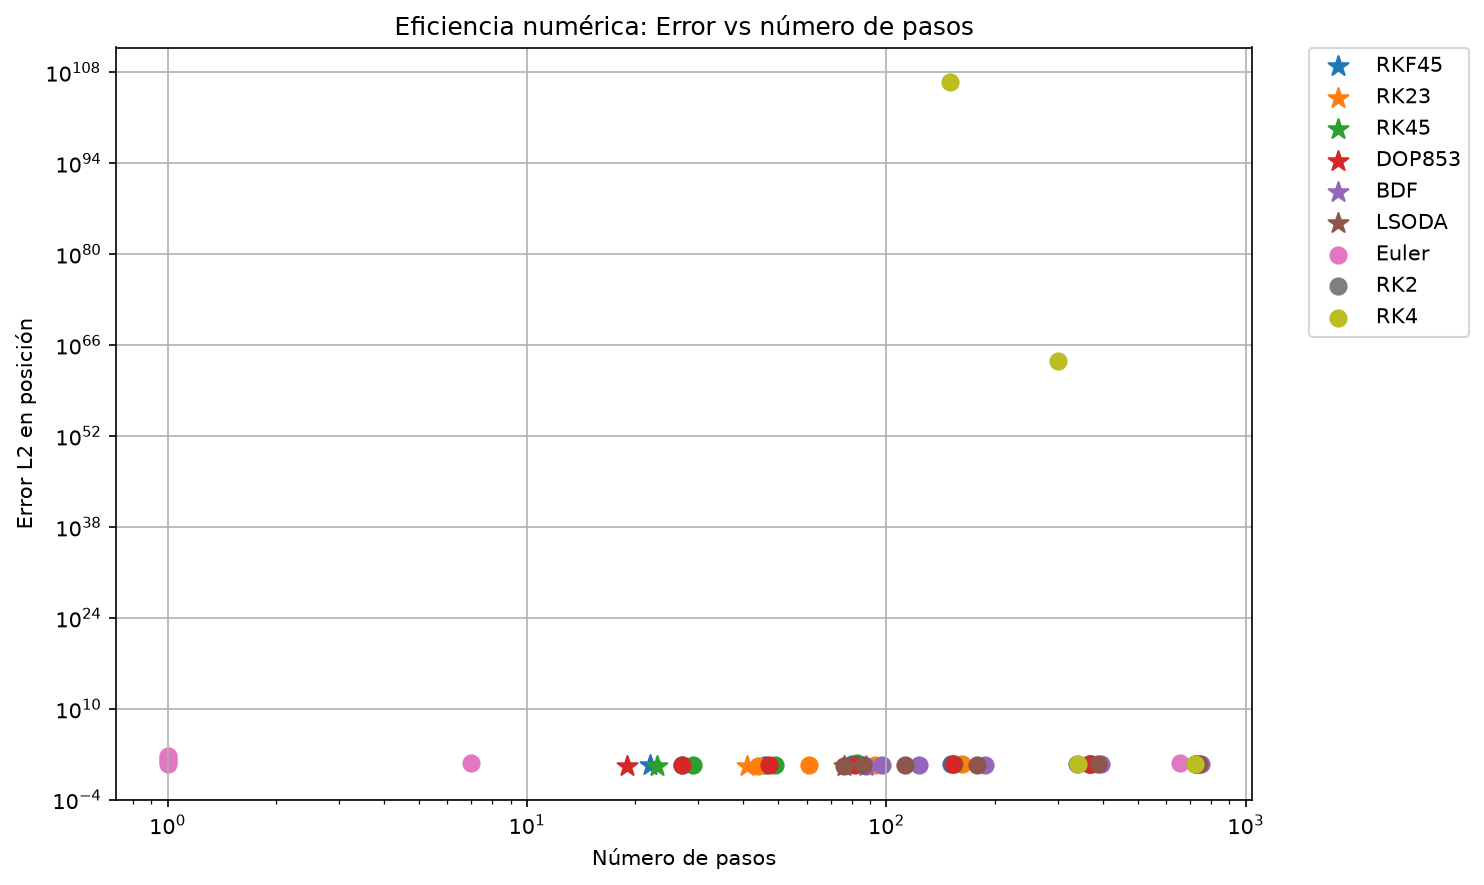 Eficiencia numérica: Error vs número de pasos
Error L2 en posición
10^108
10^94
10^80
10^66
10^52
10^38
10^24
10^10
10^−4
10^0
10^1
10^2
10^3
Número de pasos
RKF45
RK23
RK45
DOP853
BDF
LSODA
Euler
RK2
RK4